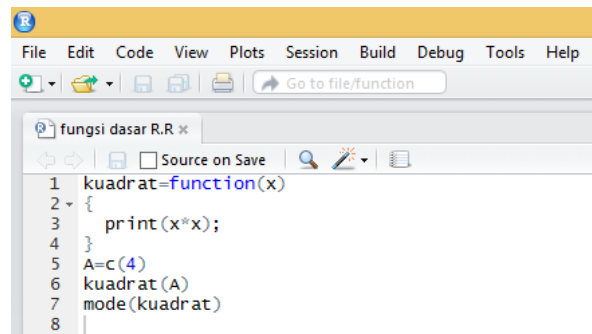 R
File Edit Code View Plots Session Build Debug Tools Help
Go to file/function
fungsi dasar R.R
Source on Save
1 kuadrat=function(x)
2 {
3   print(x*x);
4 }
5 A=c(4)
6 kuadrat(A)
7 mode(kuadrat)
8